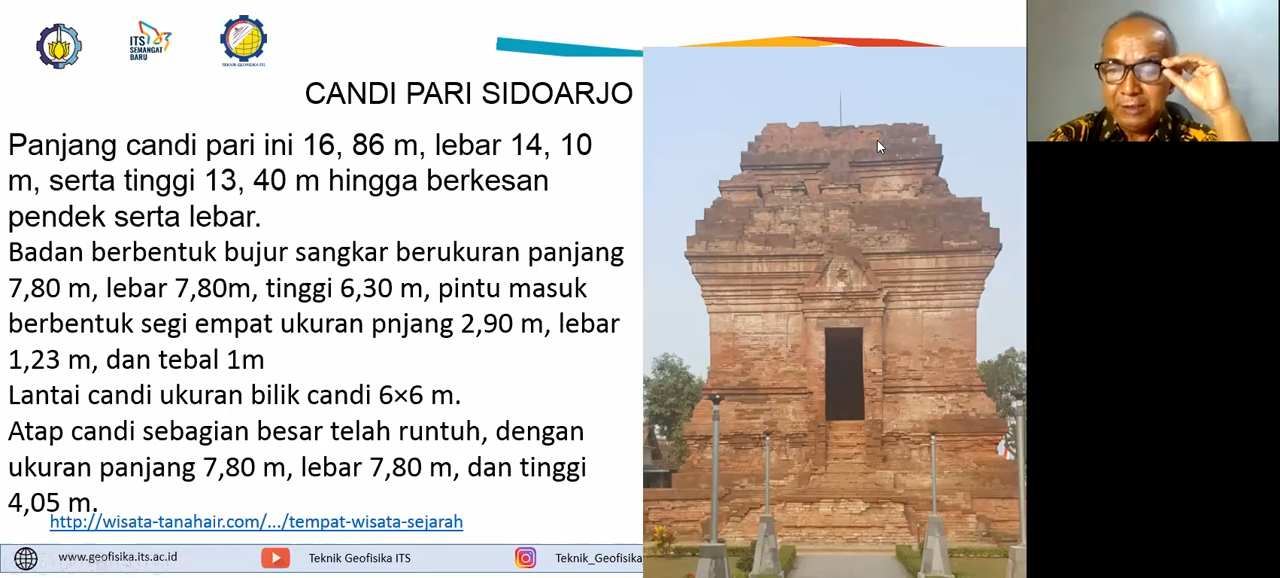 ITS
SEMANGAT
BARU
TEKNIK GEOFISIKA ITS
CANDI PARI SIDOARJO
Panjang candi pari ini 16, 86 m, lebar 14, 10
m, serta tinggi 13, 40 m hingga berkesan
pendek serta lebar.
Badan berbentuk bujur sangkar berukuran panjang
7,80 m, lebar 7,80m, tinggi 6,30 m, pintu masuk
berbentuk segi empat ukuran pnjang 2,90 m, lebar
1,23 m, dan tebal 1m
Lantai candi ukuran bilik candi 6×6 m.
Atap candi sebagian besar telah runtuh, dengan
ukuran panjang 7,80 m, lebar 7,80 m, dan tinggi
4,05 m.
http://wisata-tanahair.com/.../tempat-wisata-sejarah
www.geofisika.its.ac.id
Teknik Geofisika ITS
Teknik_Geofisika